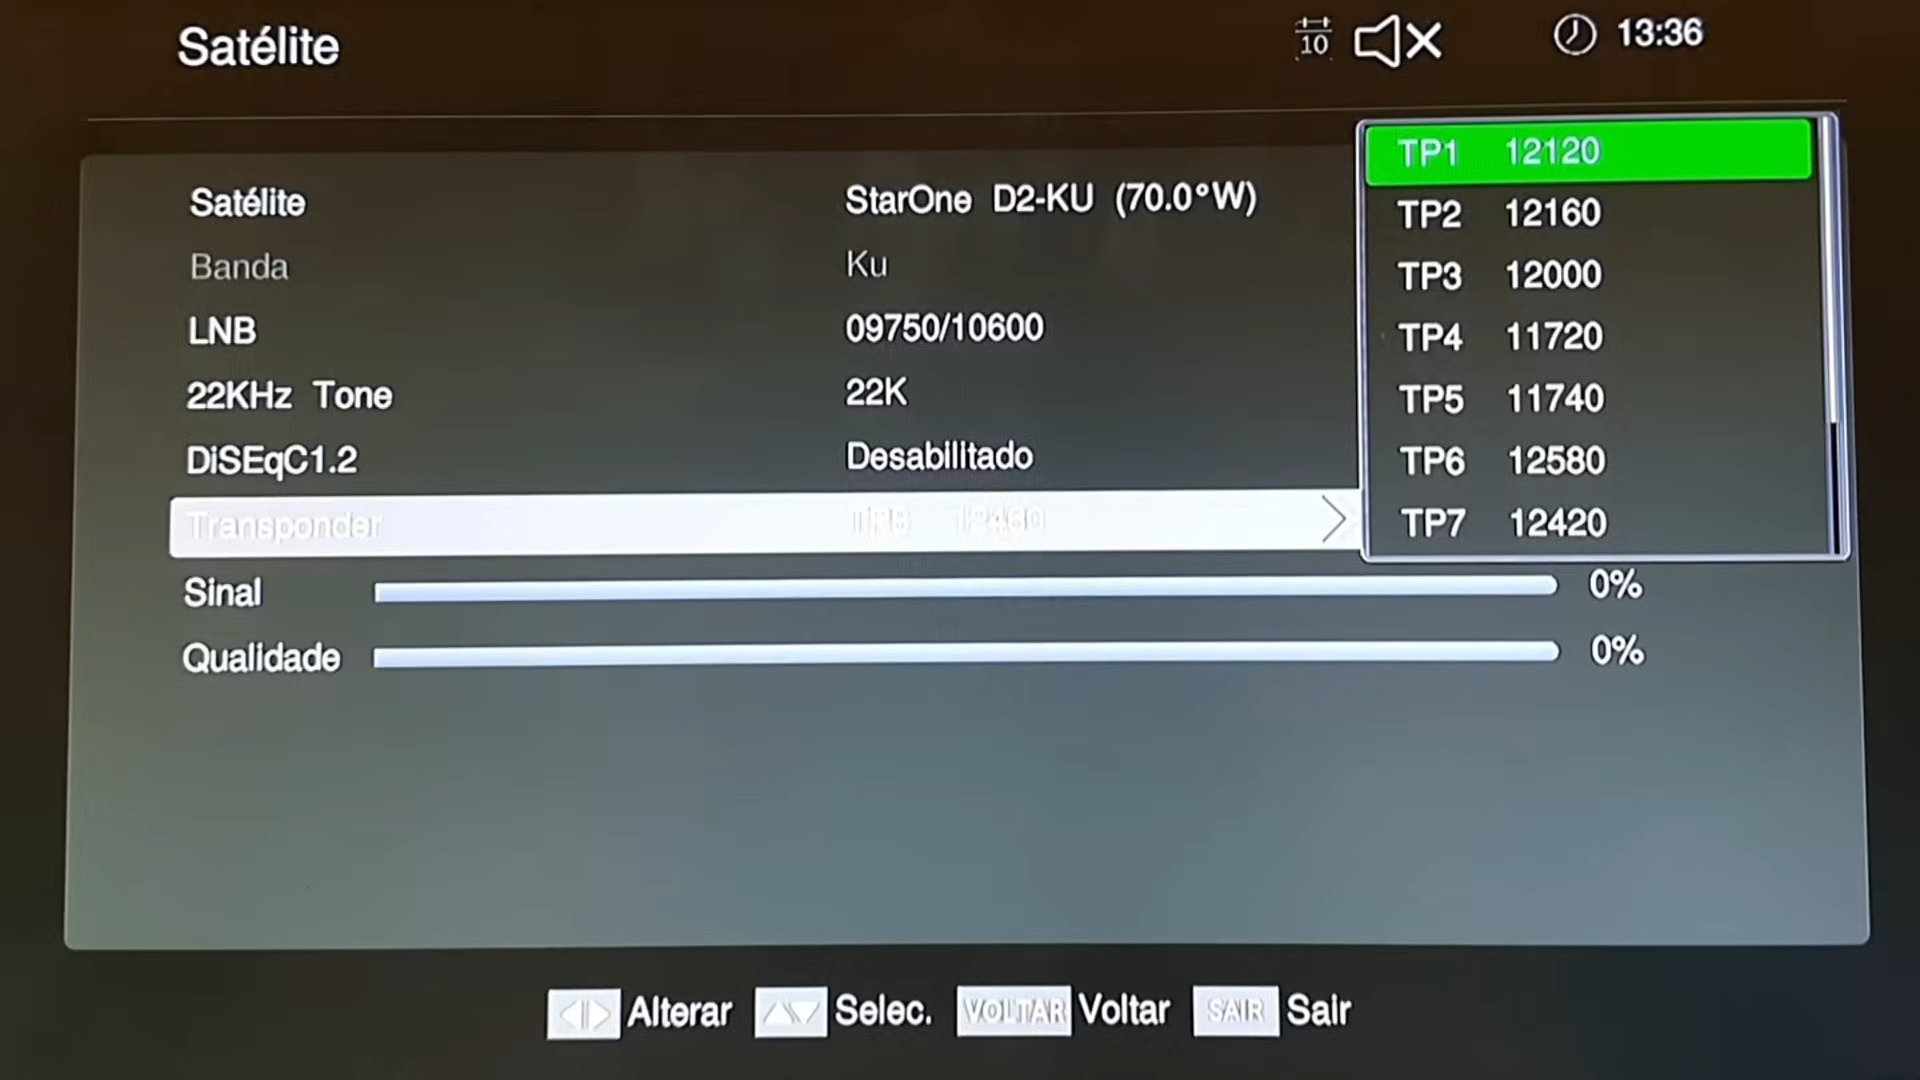 Satélite
10
13:36
Satélite StarOne D2-KU (70.0°W)
Banda Ku
LNB 09750/10600
22KHz Tone 22K
DiSEqC1.2 Desabilitado
Transponder TP8 12460
Sinal 0%
Qualidade 0%
TP1 12120
TP2 12160
TP3 12000
TP4 11720
TP5 11740
TP6 12580
TP7 12420
Alterar Selec. VOLTAR Voltar SAIR Sair